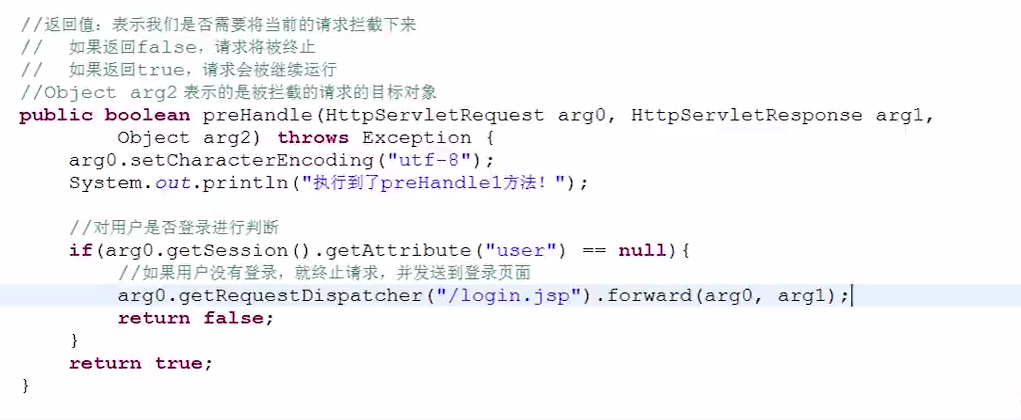 //返回值：表示我们是否需要将当前的请求拦截下来
//  如果返回false，请求将被终止
//  如果返回true，请求会被继续运行
//Object arg2 表示的是被拦截的请求的目标对象
public boolean preHandle(HttpServletRequest arg0, HttpServletResponse arg1,
        Object arg2) throws Exception {
    arg0.setCharacterEncoding("utf-8");
    System.out.println("执行到了preHandle1方法！");
    //对用户是否登录进行判断
    if(arg0.getSession().getAttribute("user") == null){
        //如果用户没有登录，就终止请求，并发送到登录页面
        arg0.getRequestDispatcher("/login.jsp").forward(arg0, arg1);
        return false;
    }
    return true;
}